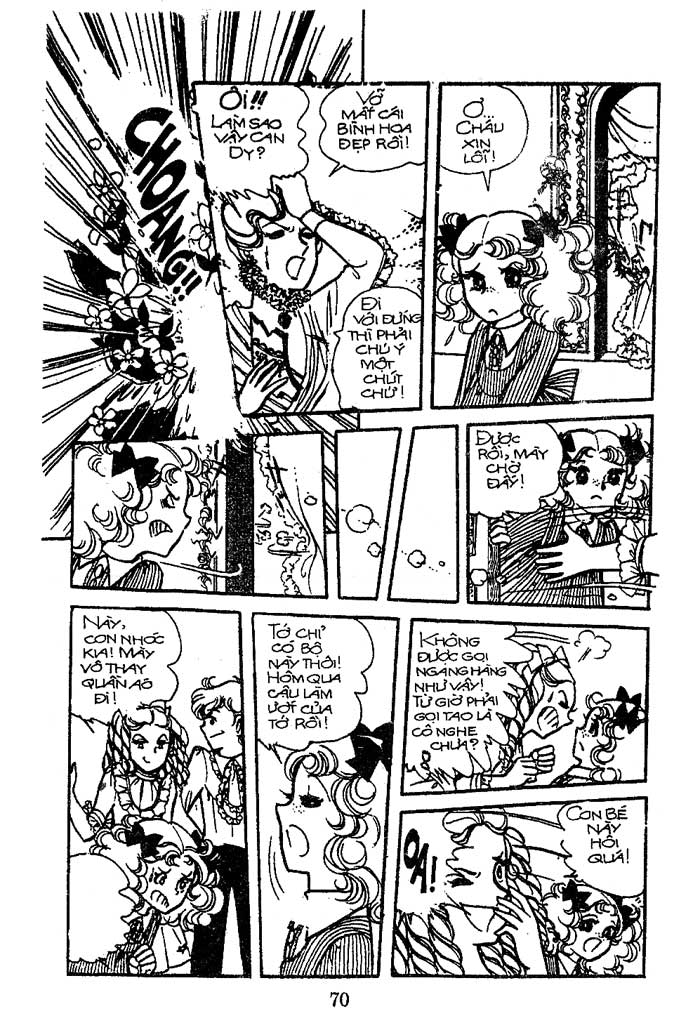 CHOANG!!
ÔI!!
LÀM SAO
VẬY CAN
DY?
VỠ
MẤT CÁI
BÌNH HOA
ĐẸP RỒI!
ĐI
VỚI ĐỨNG
THÌ PHẢI
CHÚ Ý
MỘT
CHÚT
CHỨ!
Ơ...
CHÁU
XIN
LỖI!
ĐƯỢC
RỒI, MÀY
CHỜ
ĐẤY!
NÀY,
CON NHÓC
KIA! MÀY
VÔ THAY
QUẦN ÁO
ĐI!
TỚ CHỈ
CÓ BỘ
NÀY THÔI!
HÔM QUA
CẬU LÀM
ƯỚT CỦA
TỚ RỒI!
KHÔNG
ĐƯỢC GỌI
NGANG HÀNG
NHƯ VẬY!
TỪ GIỜ PHẢI
GỌI TAO LÀ
CÔ NGHE
CHƯA?
OA!
CON BÉ
NÀY
HÔI
QUÁ!
70